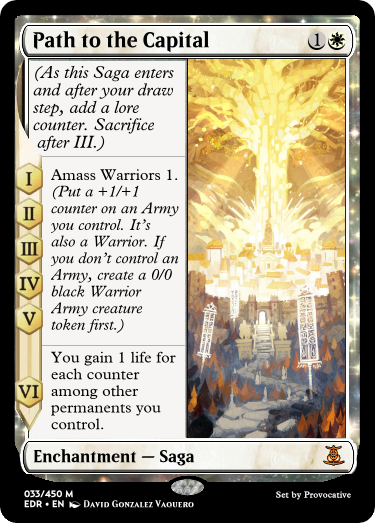 Path to the Capital 1
(As this Saga enters
and after your draw
step, add a lore
counter. Sacrifice
after III.)
I
II
III
IV
V
Amass Warriors 1.
(Put a +1/+1
counter on an Army
you control. It's
also a Warrior. If
you don't control an
Army, create a 0/0
black Warrior
Army creature
token first.)
VI
You gain 1 life for
each counter
among other
permanents you
control.
Enchantment — Saga
033/450 M
EDR • EN David Gonzalez Vaquero
Set by Provocative